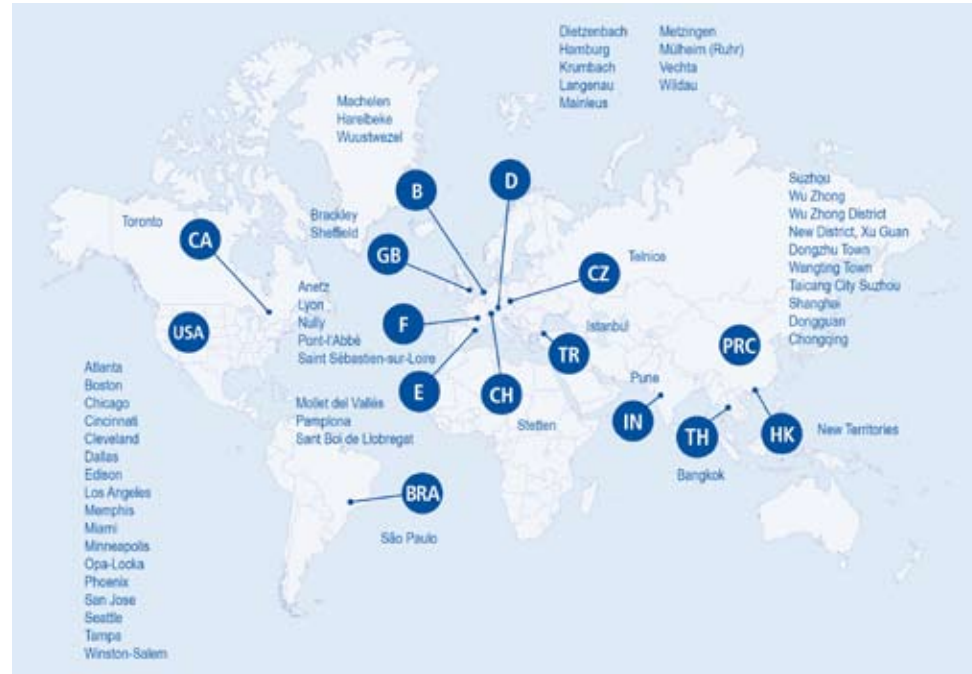 Dietzenbach
Hamburg
Krumbach
Langenau
Mainleus
Metzingen
Mülheim (Ruhr)
Vechta
Wildau
Machelen
Harelbeke
Wuustwezel
B
D
Brackley
Sheffield
GB
Toronto
CA
Telnice
CZ
Suzhou
Wu Zhong
Wu Zhong District
New District, Xu Guan
Dongzhu Town
Wangting Town
Taicang City Suzhou
Shanghai
Dongguan
Chongqing
PRC
Anetz
Lyon
Nully
Pont-l'Abbé
Saint Sébastien-sur-Loire
F
USA
Istanbul
TR
Atlanta
Boston
Chicago
Cincinnati
Cleveland
Dallas
Edison
Los Angeles
Memphis
Miami
Minneapolis
Opa-Locka
Phoenix
San Jose
Seattle
Tampa
Winston-Salem
Mollet del Vallés
Pamplona
Sant Boi de Llobregat
E
CH
Stetten
Pune
IN
TH
Bangkok
HK
New Territories
BRA
São Paulo